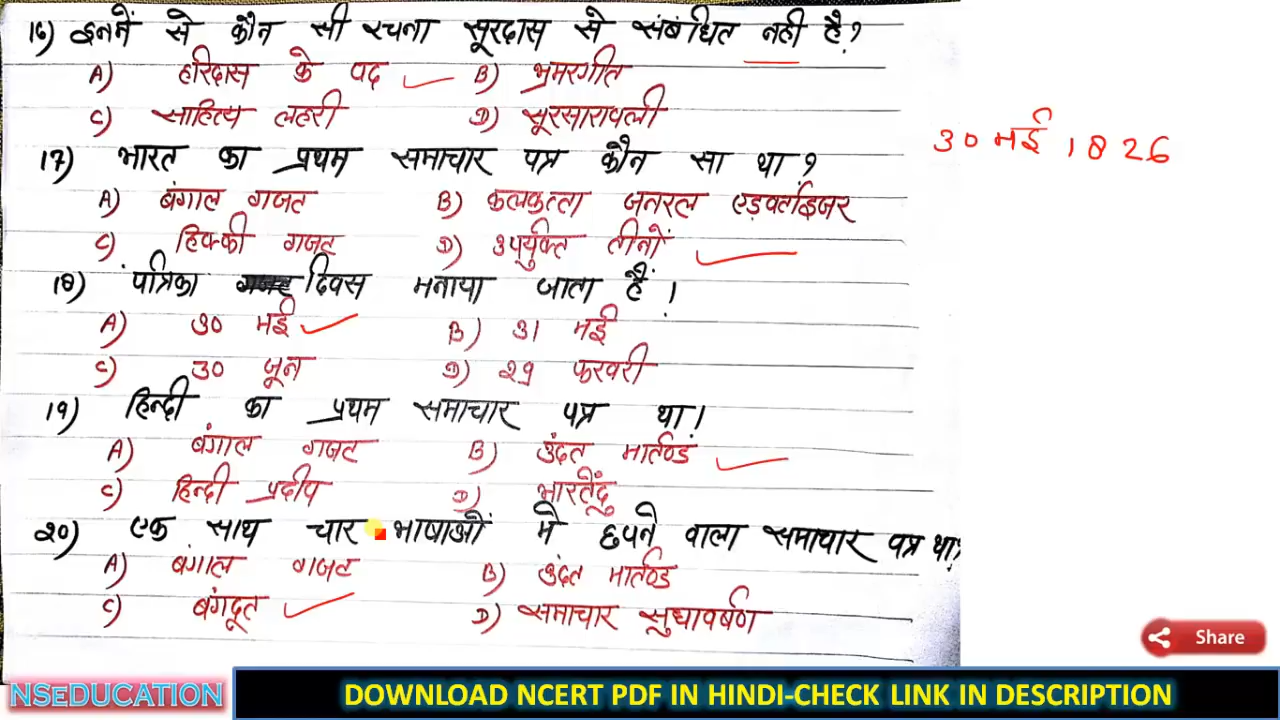 16) इनमें से कौन सी रचना सूरदास से संबंधित नही है?
A) हरिदास के पद B) भ्रमरगीत
C) साहित्य लहरी D) सूरसारावली
30 मई 1826
17) भारत का प्रथम समाचार पत्र कौन सा था?
A) बंगाल गजट B) कलकत्ता जनरल एडवर्टाइजर
C) हिक्की गजट D) उपर्युक्त तीनों
18) पत्रिका दिवस मनाया जाता हैं।
A) 30 मई B) 31 मई
C) 30 जून D) 29 फरवरी
19) हिन्दी का प्रथम समाचार पत्र था।
A) बंगाल गजट B) उदंत मार्तण्ड
C) हिन्दी प्रदीप D) भारतेंदु
20) एक साथ चार भाषाओं मे छपने वाला समाचार पत्र था?
A) बंगाल गजट B) उदंत मार्तण्ड
C) बंगदूत D) समाचार सुधावर्षण
Share
NSEDUCATION DOWNLOAD NCERT PDF IN HINDI-CHECK LINK IN DESCRIPTION